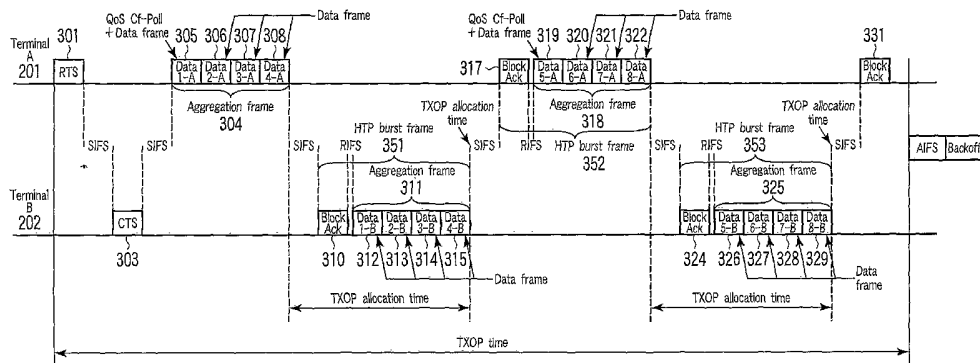 QoS Cf-Poll
+ Data frame
305 306 307 308
Data frame
QoS Cf-Poll
+ Data frame
319 320 321 322
Data frame
Terminal
A
201
301
RTS
Data
1-A
Data
2-A
Data
3-A
Data
4-A
317
Block
Ack
Data
5-A
Data
6-A
Data
7-A
Data
8-A
331
Block
Ack
Aggregation frame
304
Aggregation frame
318
TXOP allocation
time
TXOP allocation
time
HTP burst frame
352
SIFS
SIFS
SIFS
RIFS
HTP burst frame
351
SIFS
RIFS
SIFS
RIFS
HTP burst frame
353
SIFS
AIFS
Backoff
Aggregation frame
311
Aggregation frame
325
Terminal
B
202
CTS
303
Block
Ack
Data
1-B
Data
2-B
Data
3-B
Data
4-B
310 312 313 314 315
Data frame
Block
Ack
Data
5-B
Data
6-B
Data
7-B
Data
8-B
324 326 327 328 329
Data
frame
TXOP allocation time
TXOP allocation time
TXOP time